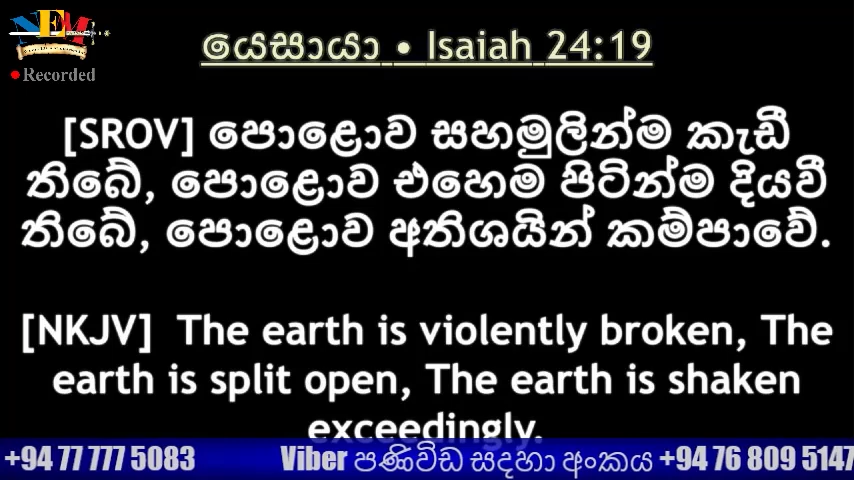 NEM
Recorded
යෙසායා • Isaiah 24:19
[SROV] පොළොව සහමුලින්ම කැඩී
තිබේ, පොළොව එහෙම පිටින්ම දියවී
තිබේ, පොළොව අතිශයින් කම්පාවේ.
[NKJV] The earth is violently broken, The
earth is split open, The earth is shaken
exceedingly.
+94 77 777 5083 Viber පණිවිඩ සදහා අංකය +94 76 809 5147